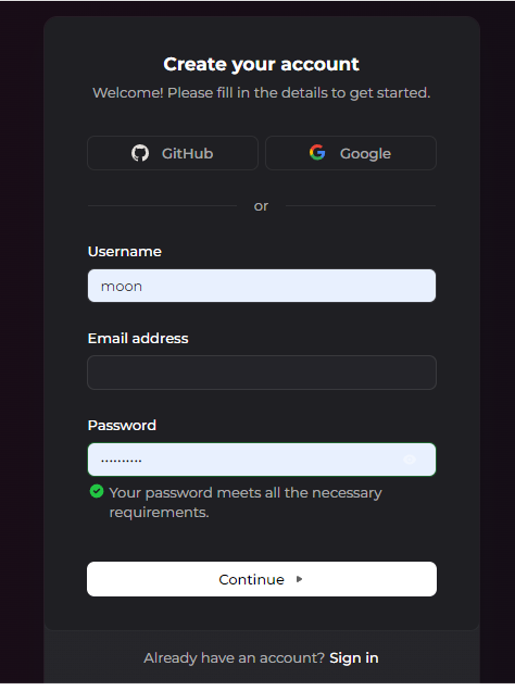 Create your account
Welcome! Please fill in the details to get started.
GitHub
Google
or
Username
moon
Email address
Password
··········
Your password meets all the necessary
requirements.
Continue
Already have an account? Sign in